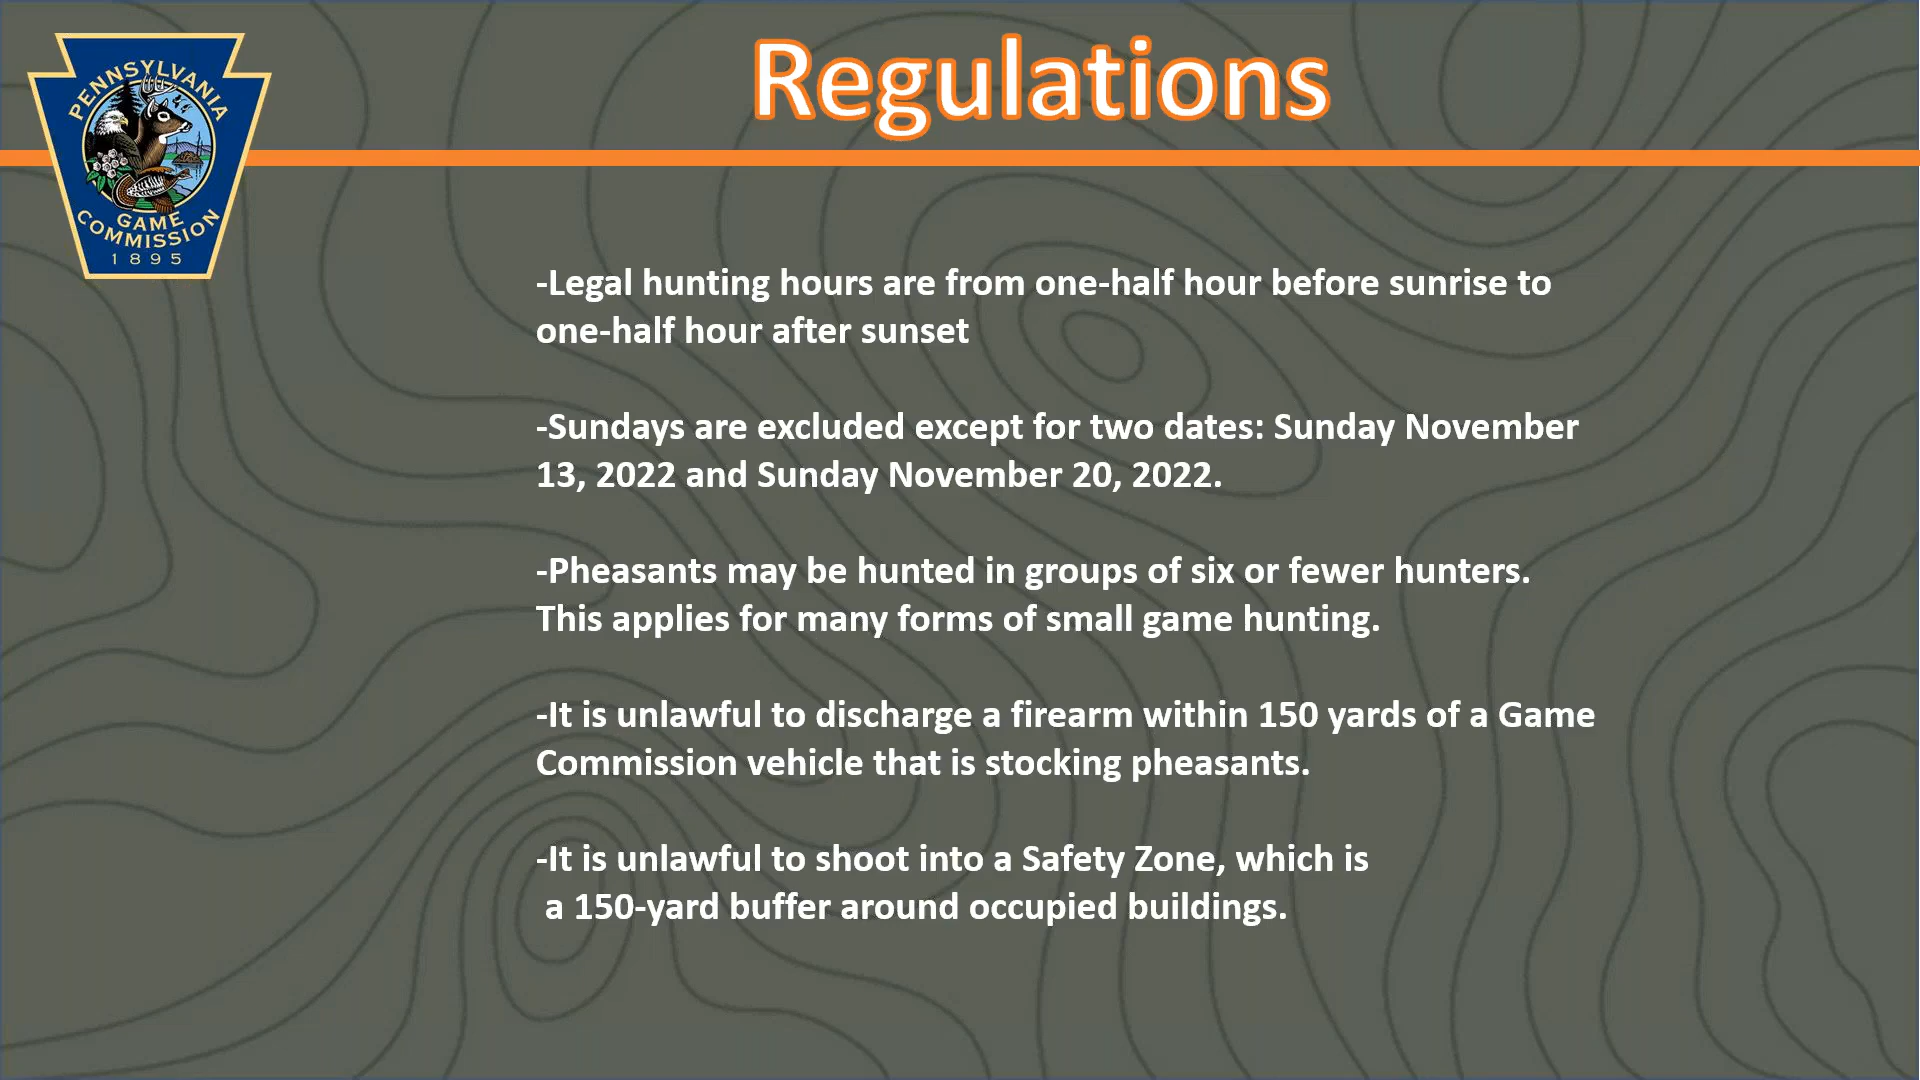 Regulations
PENNSYLVANIA
GAME
COMMISSION
1895
-Legal hunting hours are from one-half hour before sunrise to
one-half hour after sunset
-Sundays are excluded except for two dates: Sunday November
13, 2022 and Sunday November 20, 2022.
-Pheasants may be hunted in groups of six or fewer hunters.
This applies for many forms of small game hunting.
-It is unlawful to discharge a firearm within 150 yards of a Game
Commission vehicle that is stocking pheasants.
-It is unlawful to shoot into a Safety Zone, which is
a 150-yard buffer around occupied buildings.